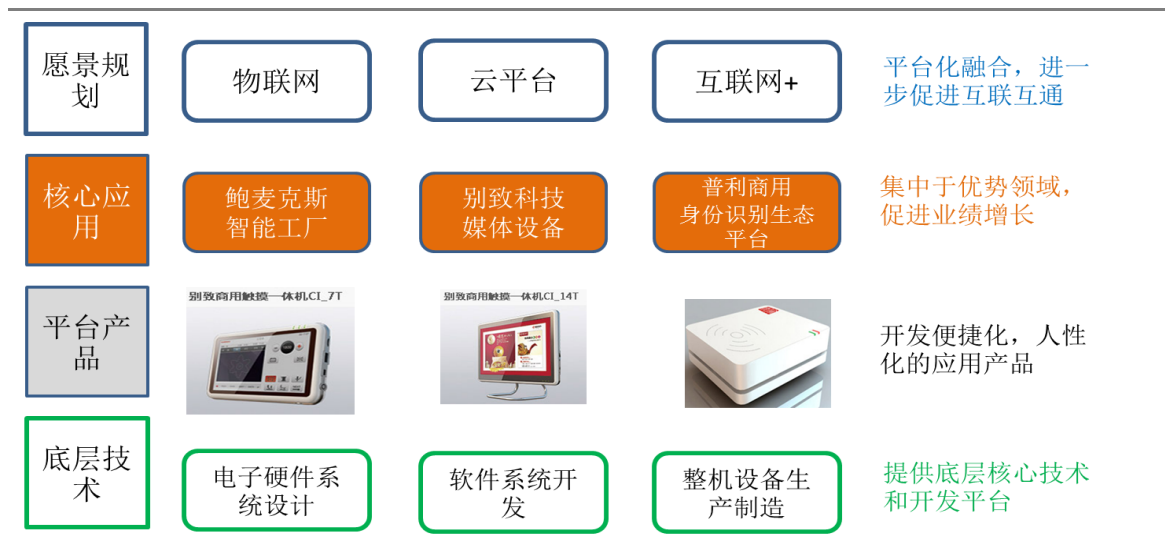 愿景规
划
物联网
云平台
互联网+
平台化融合，进一
步促进互联互通
核心应
用
鲍麦克斯
智能工厂
别致科技
媒体设备
普利商用
身份识别生态
平台
集中于优势领域，
促进业绩增长
平台产
品
别致商用触摸一体机CI_7T
别致商用触摸一体机CI_14T
开发便捷化，人性
化的应用产品
底层技
术
电子硬件系
统设计
软件系统开
发
整机设备生
产制造
提供底层核心技术
和开发平台